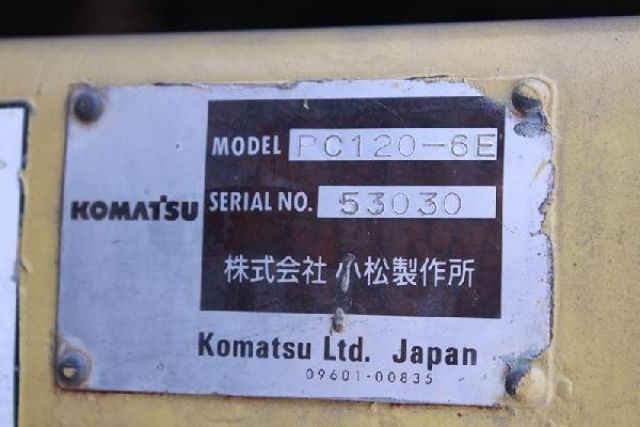 MODEL PC120-6E
KOMATSU
SERIAL NO. 53030
株式会社 小松製作所
Komatsu Ltd. Japan
09601-00835